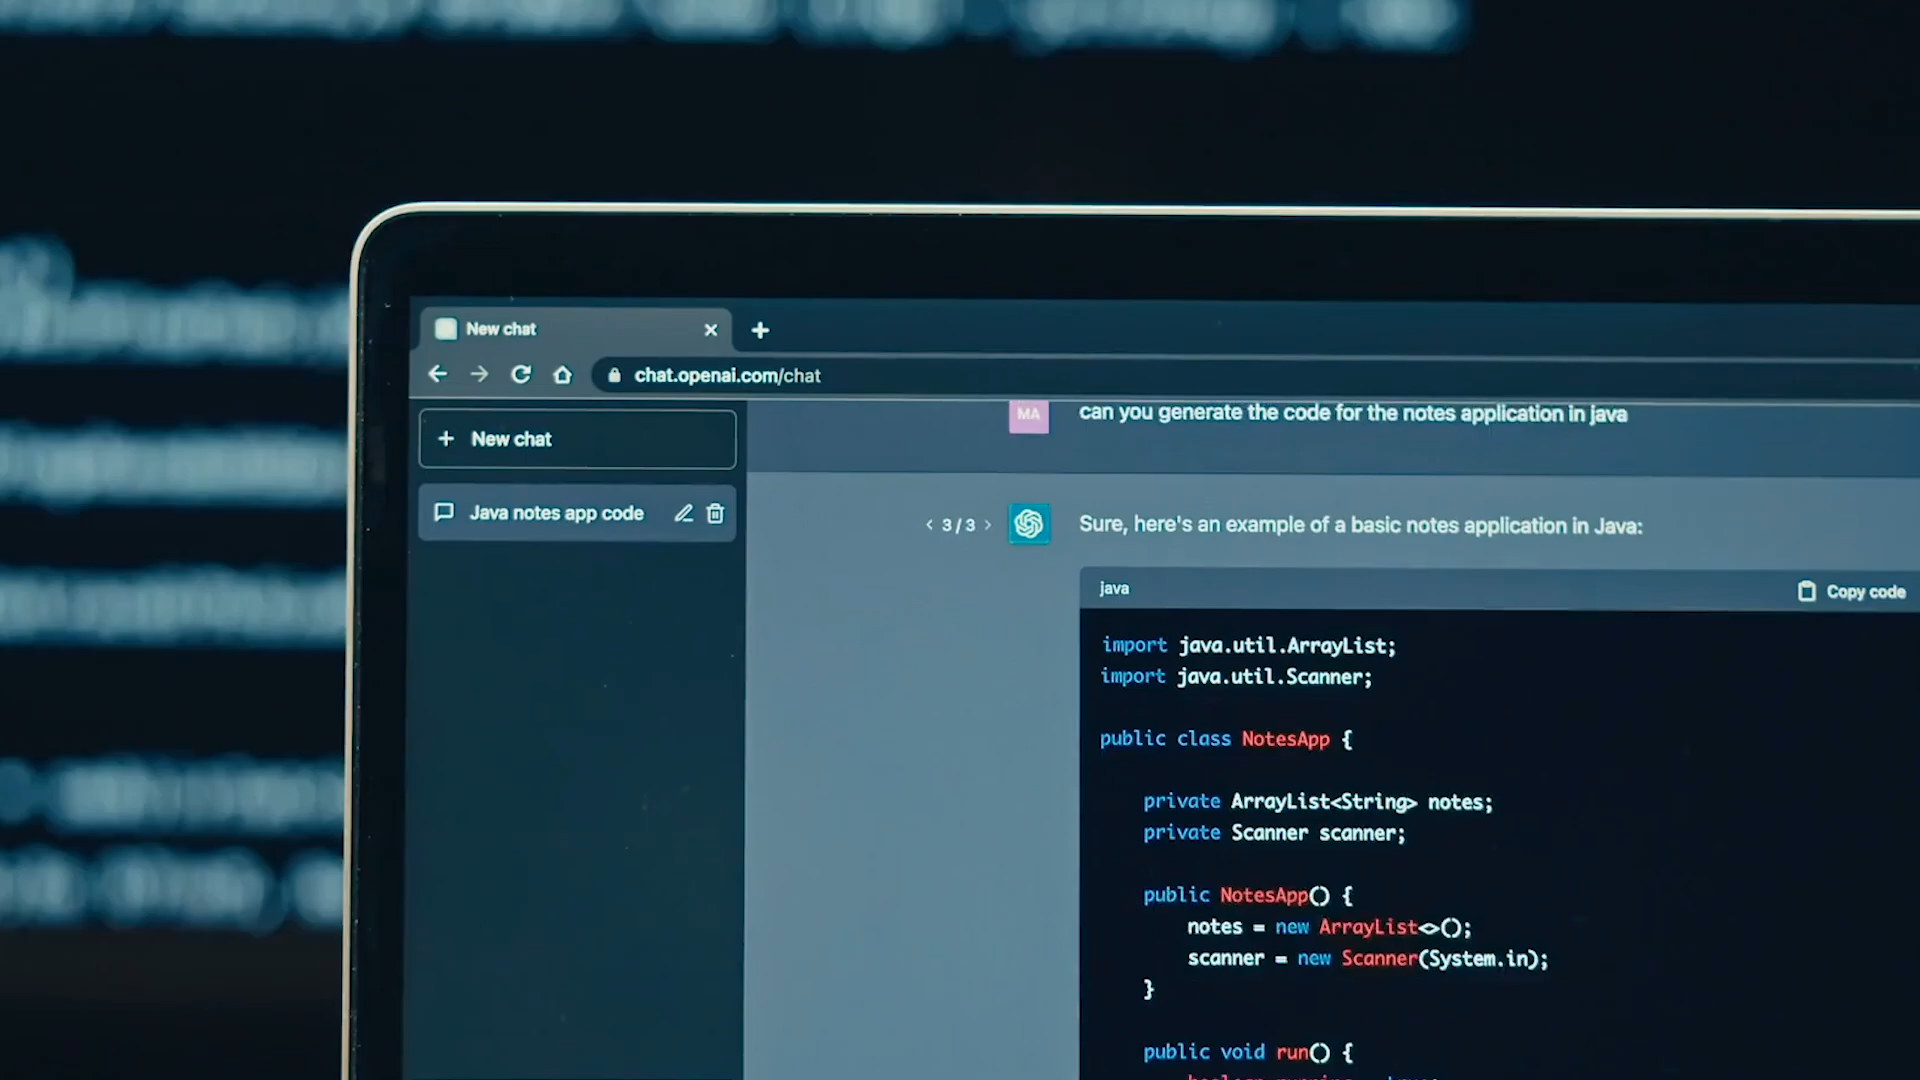 New chat
chat.openai.com/chat
New chat
Java notes app code
MA
can you generate the code for the notes application in java
3 / 3
Sure, here's an example of a basic notes application in Java:
java
Copy code
import java.util.ArrayList;
import java.util.Scanner;
public class NotesApp {
private ArrayList<String> notes;
private Scanner scanner;
public NotesApp() {
notes = new ArrayList<>();
scanner = new Scanner(System.in);
}
public void run() {